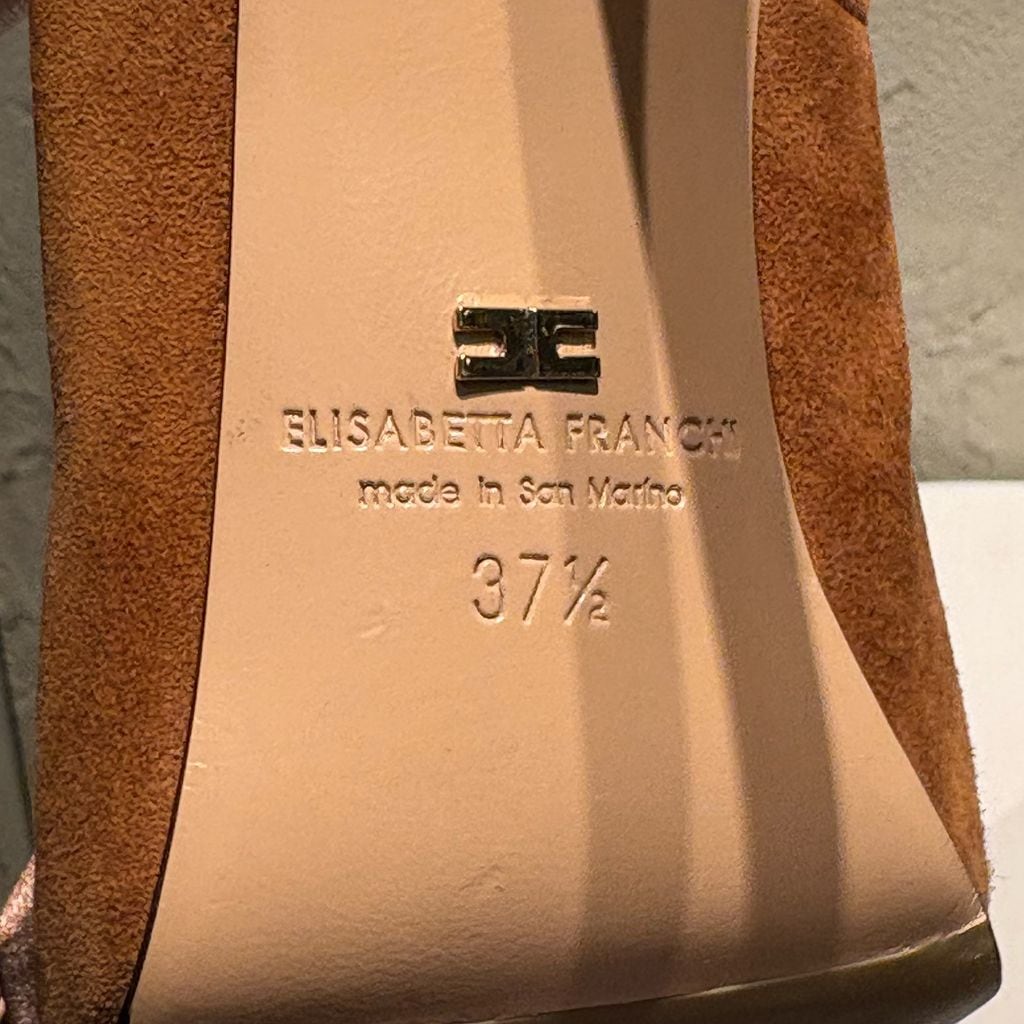 ELISABETTA FRANCHI
made in San Marino
37½